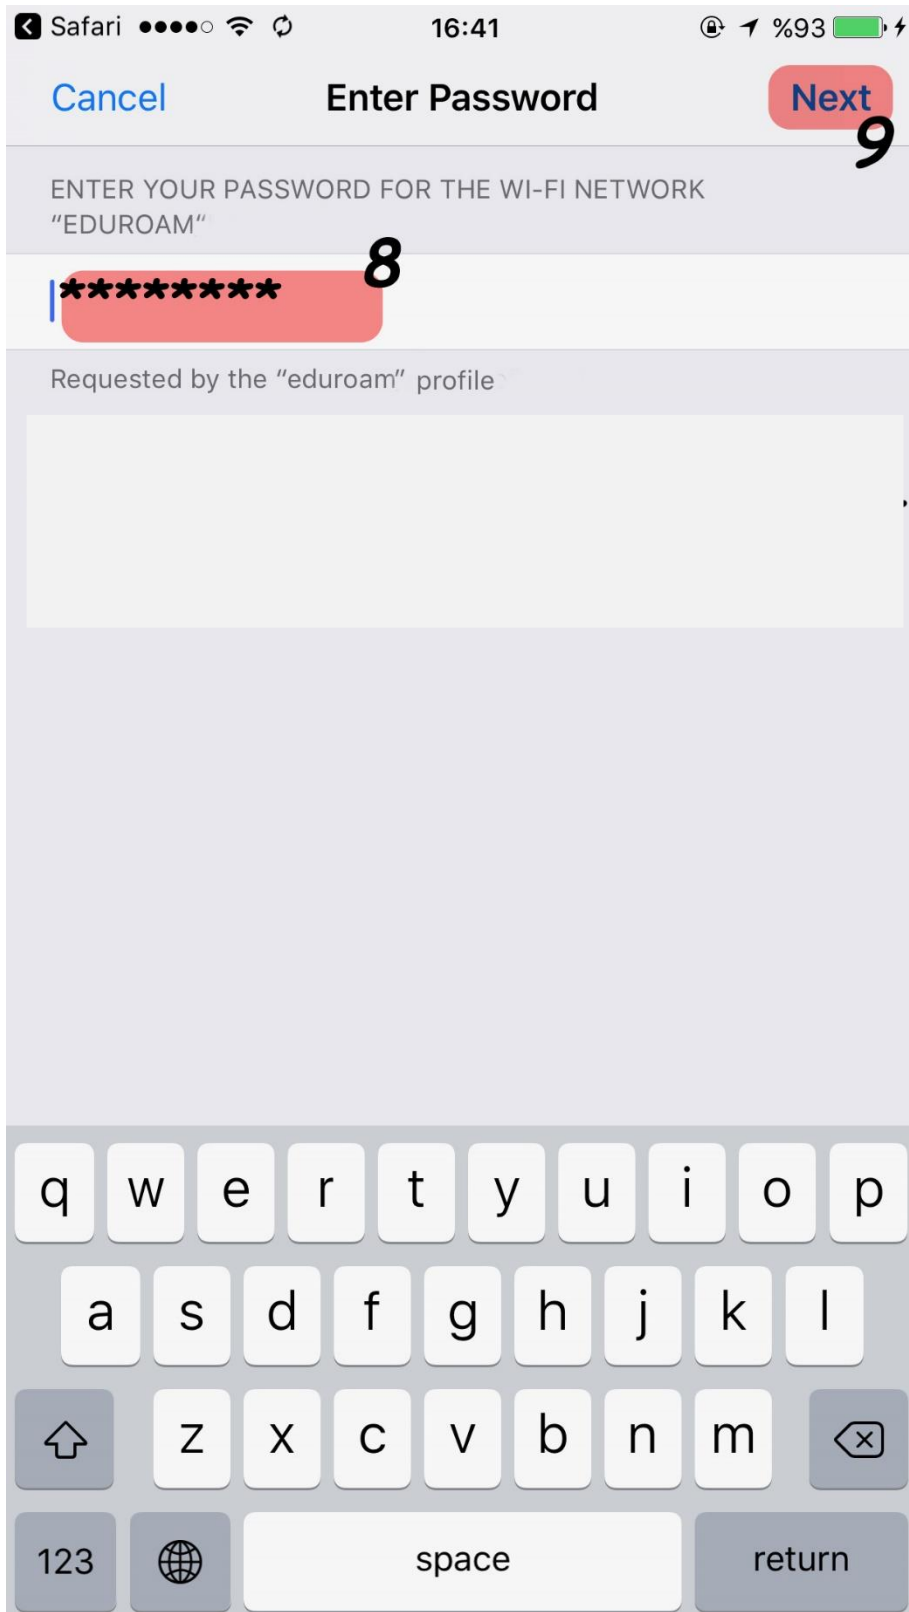 Safari 16:41 %93
Cancel Enter Password Next
9
ENTER YOUR PASSWORD FOR THE WI-FI NETWORK
"EDUROAM"
8
********
Requested by the "eduroam" profile
q w e r t y u i o p
a s d f g h j k l
z x c v b n m
123 space return